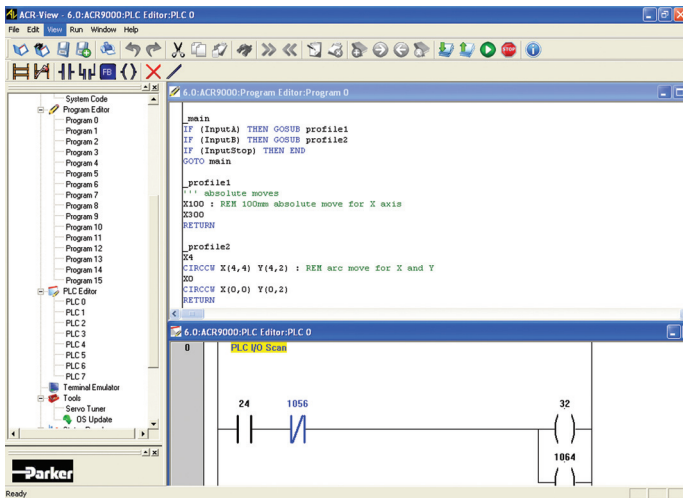 ACR-View - 6.0:ACR9000:PLC Editor:PLC 0
File Edit View Run Window Help
FB
STOP
System Code
Program Editor
Program 0
Program 1
Program 2
Program 3
Program 4
Program 5
Program 6
Program 7
Program 8
Program 9
Program 10
Program 11
Program 12
Program 13
Program 14
Program 15
PLC Editor
PLC 0
PLC 1
PLC 2
PLC 3
PLC 4
PLC 5
PLC 6
PLC 7
Terminal Emulator
Tools
Servo Tuner
OS Update
Parker
Ready
6.0:ACR9000:Program Editor:Program 0
_main
IF (InputA) THEN GOSUB profile1
IF (InputB) THEN GOSUB profile2
IF (InputStop) THEN END
GOTO main
_profile1
''' absolute moves
X100 : REM 100mm absolute move for X axis
X300
RETURN
_profile2
X4
CIRCCW X(4,4) Y(4,2) : REM arc move for X and Y
X0
CIRCCW X(0,0) Y(0,2)
RETURN
6.0:ACR9000:PLC Editor:PLC 0
0 PLC I/O Scan
24 1056 32
1064